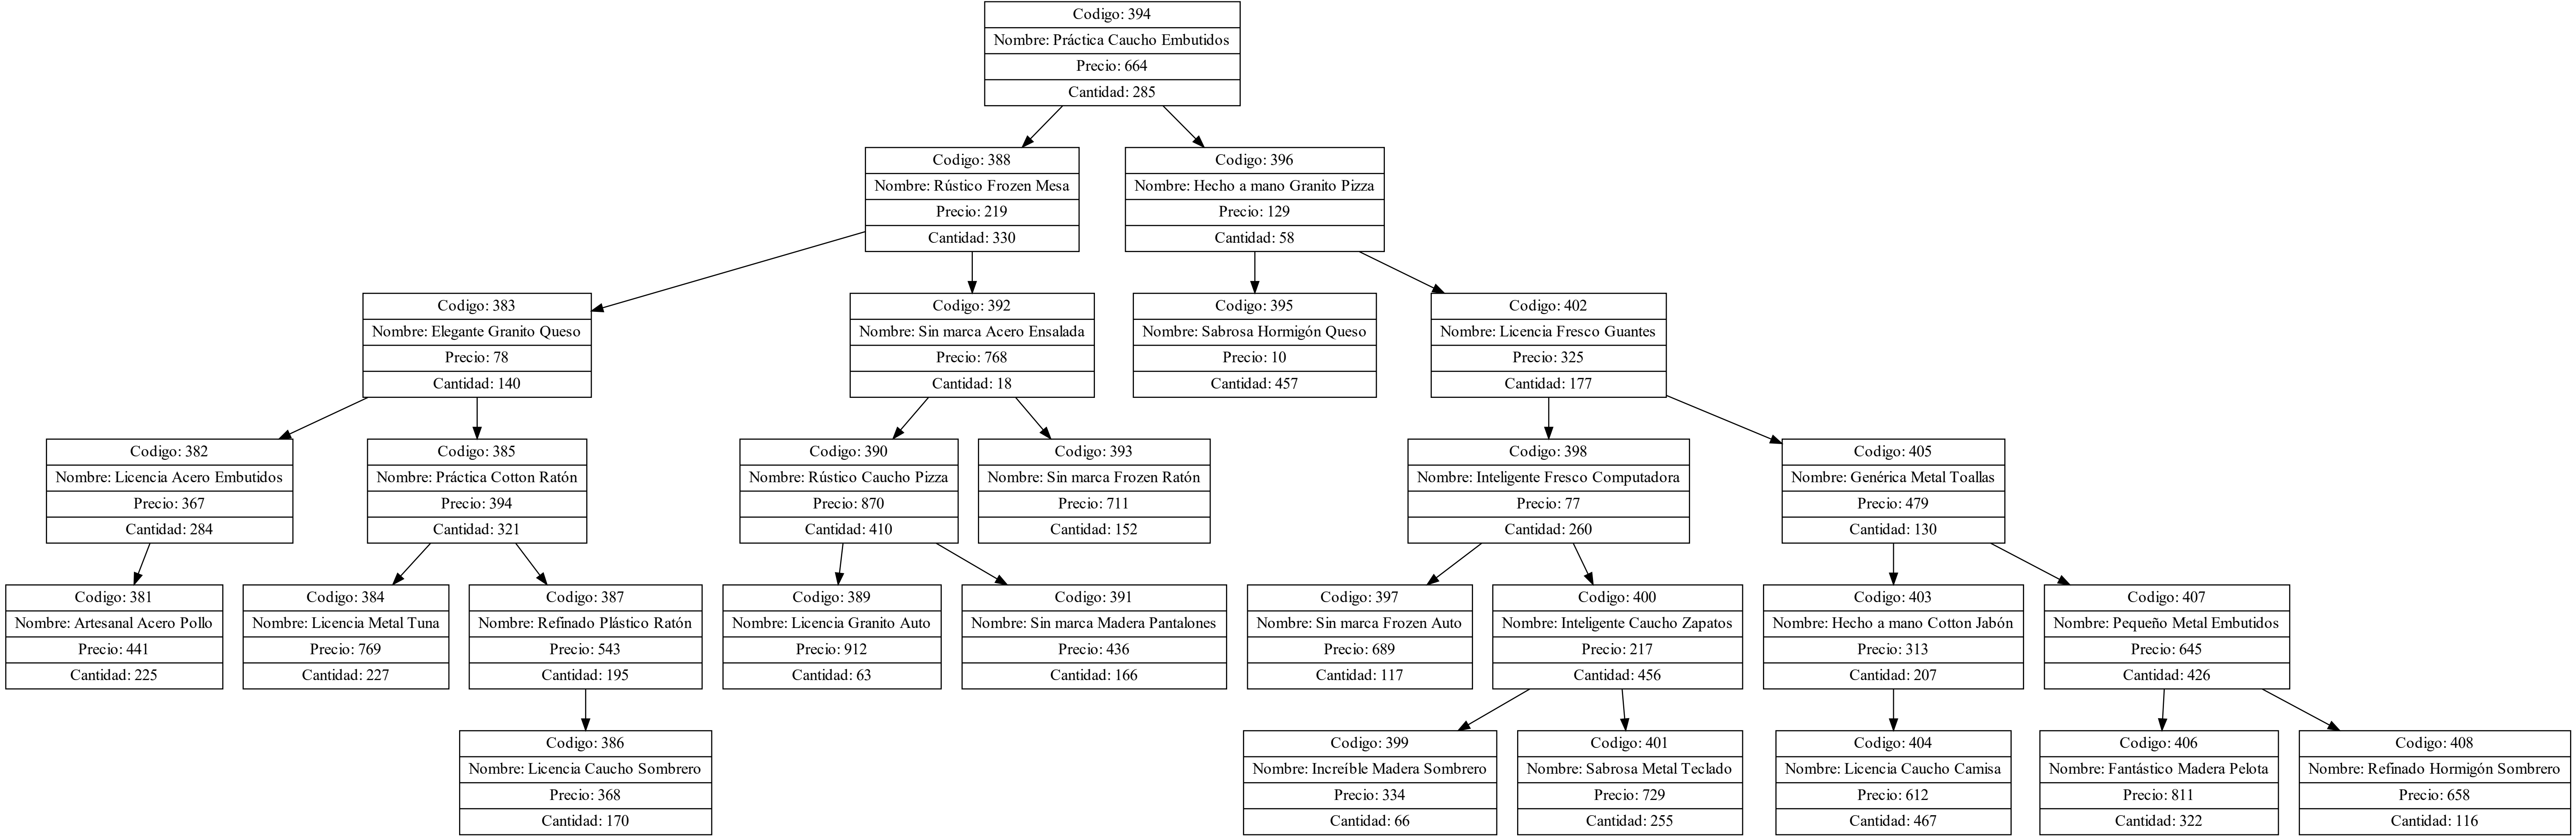 Codigo: 394
Nombre: Práctica Caucho Embutidos
Precio: 664
Cantidad: 285
Codigo: 388
Nombre: Rústico Frozen Mesa
Precio: 219
Cantidad: 330
Codigo: 396
Nombre: Hecho a mano Granito Pizza
Precio: 129
Cantidad: 58
Codigo: 383
Nombre: Elegante Granito Queso
Precio: 78
Cantidad: 140
Codigo: 392
Nombre: Sin marca Acero Ensalada
Precio: 768
Cantidad: 18
Codigo: 395
Nombre: Sabrosa Hormigón Queso
Precio: 10
Cantidad: 457
Codigo: 402
Nombre: Licencia Fresco Guantes
Precio: 325
Cantidad: 177
Codigo: 382
Nombre: Licencia Acero Embutidos
Precio: 367
Cantidad: 284
Codigo: 385
Nombre: Práctica Cotton Ratón
Precio: 394
Cantidad: 321
Codigo: 390
Nombre: Rústico Caucho Pizza
Precio: 870
Cantidad: 410
Codigo: 393
Nombre: Sin marca Frozen Ratón
Precio: 711
Cantidad: 152
Codigo: 398
Nombre: Inteligente Fresco Computadora
Precio: 77
Cantidad: 260
Codigo: 405
Nombre: Genérica Metal Toallas
Precio: 479
Cantidad: 130
Codigo: 381
Nombre: Artesanal Acero Pollo
Precio: 441
Cantidad: 225
Codigo: 384
Nombre: Licencia Metal Tuna
Precio: 769
Cantidad: 227
Codigo: 387
Nombre: Refinado Plástico Ratón
Precio: 543
Cantidad: 195
Codigo: 389
Nombre: Licencia Granito Auto
Precio: 912
Cantidad: 63
Codigo: 391
Nombre: Sin marca Madera Pantalones
Precio: 436
Cantidad: 166
Codigo: 397
Nombre: Sin marca Frozen Auto
Precio: 689
Cantidad: 117
Codigo: 400
Nombre: Inteligente Caucho Zapatos
Precio: 217
Cantidad: 456
Codigo: 403
Nombre: Hecho a mano Cotton Jabón
Precio: 313
Cantidad: 207
Codigo: 407
Nombre: Pequeño Metal Embutidos
Precio: 645
Cantidad: 426
Codigo: 386
Nombre: Licencia Caucho Sombrero
Precio: 368
Cantidad: 170
Codigo: 399
Nombre: Increíble Madera Sombrero
Precio: 334
Cantidad: 66
Codigo: 401
Nombre: Sabrosa Metal Teclado
Precio: 729
Cantidad: 255
Codigo: 404
Nombre: Licencia Caucho Camisa
Precio: 612
Cantidad: 467
Codigo: 406
Nombre: Fantástico Madera Pelota
Precio: 811
Cantidad: 322
Codigo: 408
Nombre: Refinado Hormigón Sombrero
Precio: 658
Cantidad: 116